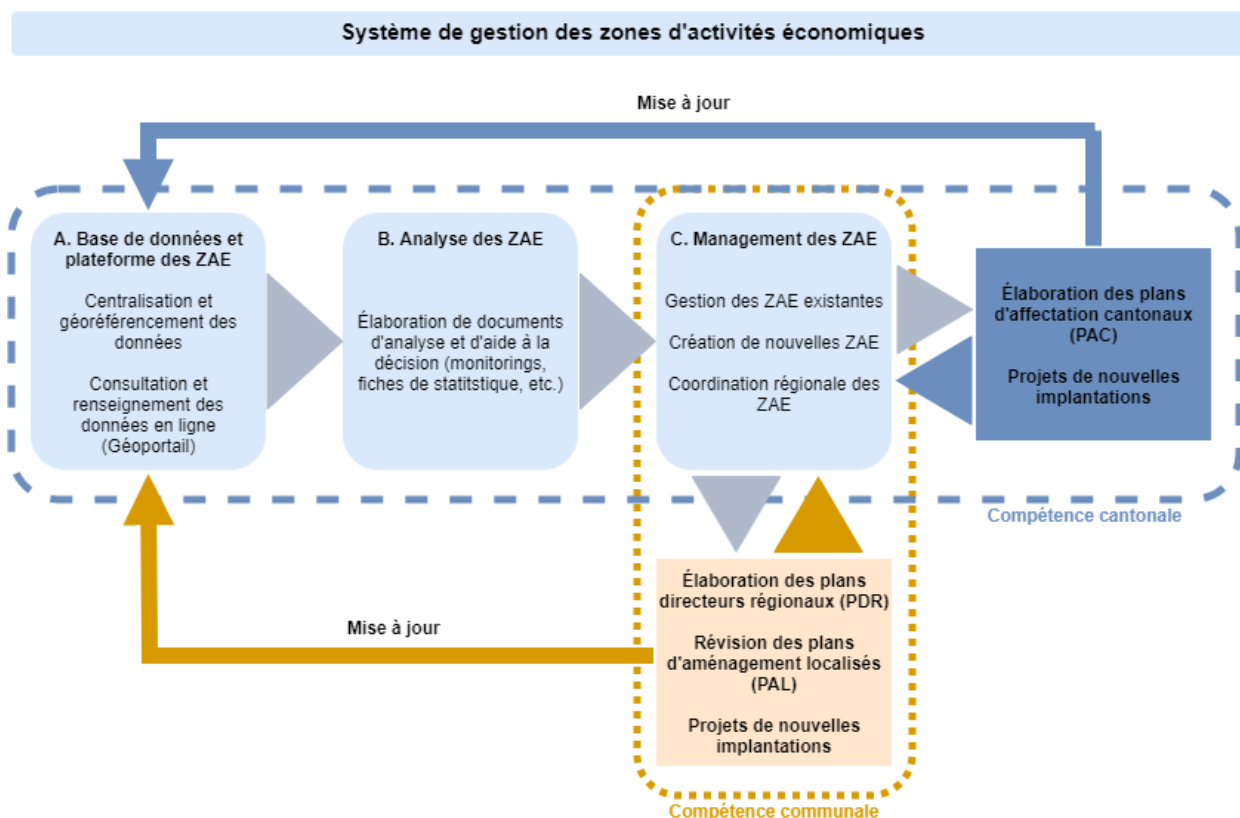 Système de gestion des zones d'activités économiques
Mise à jour
A. Base de données et
plateforme des ZAE
Centralisation et
géoréférencement des
données
Consultation et
renseignement des
données en ligne
(Géoportail)
B. Analyse des ZAE
Élaboration de documents
d'analyse et d'aide à la
décision (monitorings,
fiches de statitstique, etc.)
C. Management des ZAE
Gestion des ZAE existantes
Création de nouvelles ZAE
Coordination régionale des
ZAE
Élaboration des plans
d'affectation cantonaux
(PAC)
Projets de nouvelles
implantations
Compétence cantonale
Élaboration des plans
directeurs régionaux (PDR)
Révision des plans
d'aménagement localisés
(PAL)
Projets de nouvelles
implantations
Mise à jour
Compétence communale